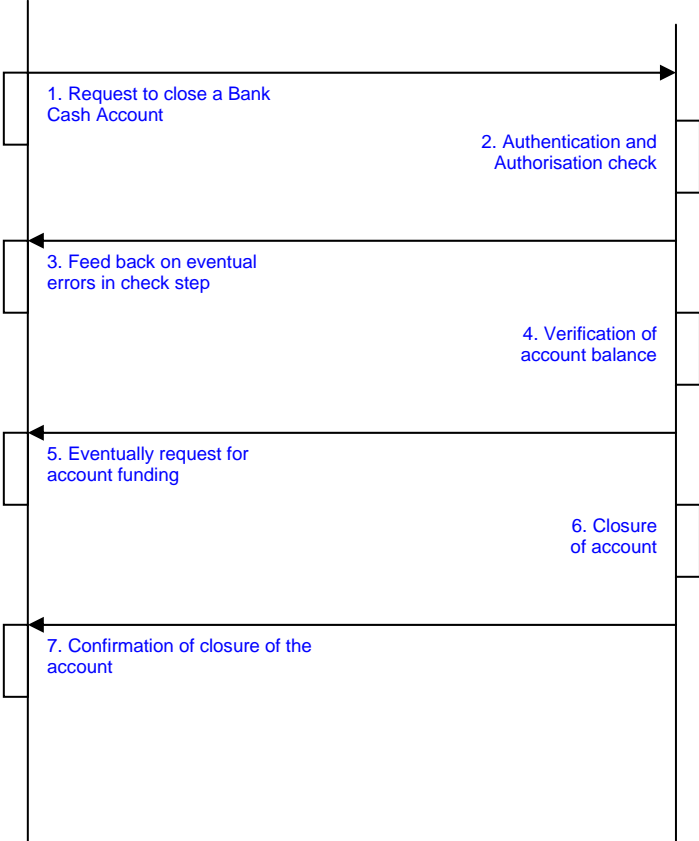 1. Request to close a Bank
Cash Account
2. Authentication and
Authorisation check
3. Feed back on eventual
errors in check step
4. Verification of
account balance
5. Eventually request for
account funding
6. Closure
of account
7. Confirmation of closure of the
account